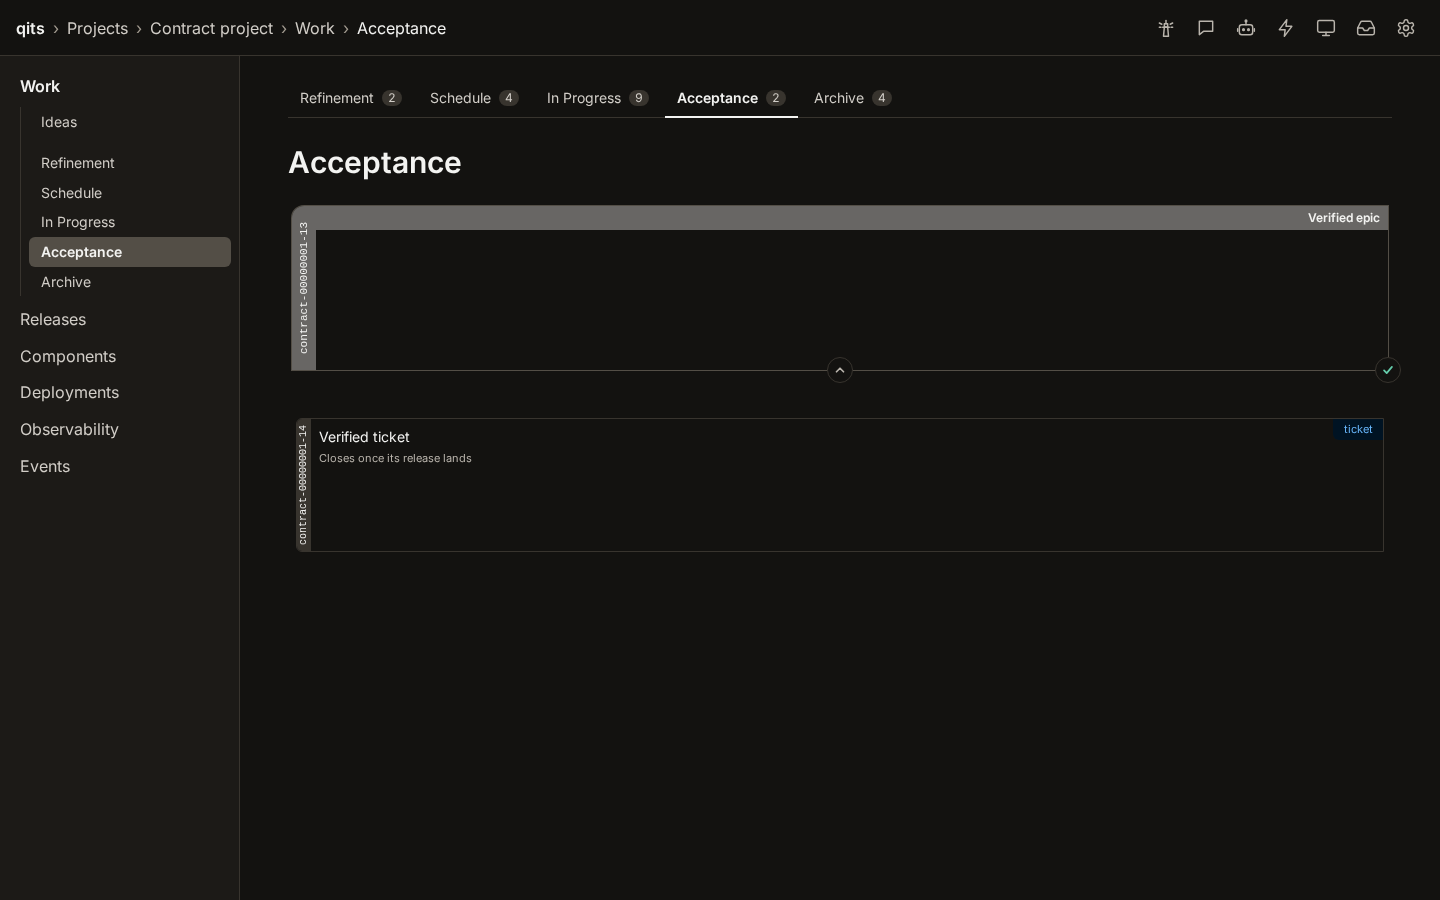 qits › Projects › Contract project › Work › Acceptance
Work
Ideas
Refinement
Schedule
In Progress
Acceptance
Archive
Releases
Components
Deployments
Observability
Events
Refinement 2
Schedule 4
In Progress 9
Acceptance 2
Archive 4
Acceptance
Verified epic
contract-00000001-13
contract-00000001-14
Verified ticket
ticket
Closes once its release lands